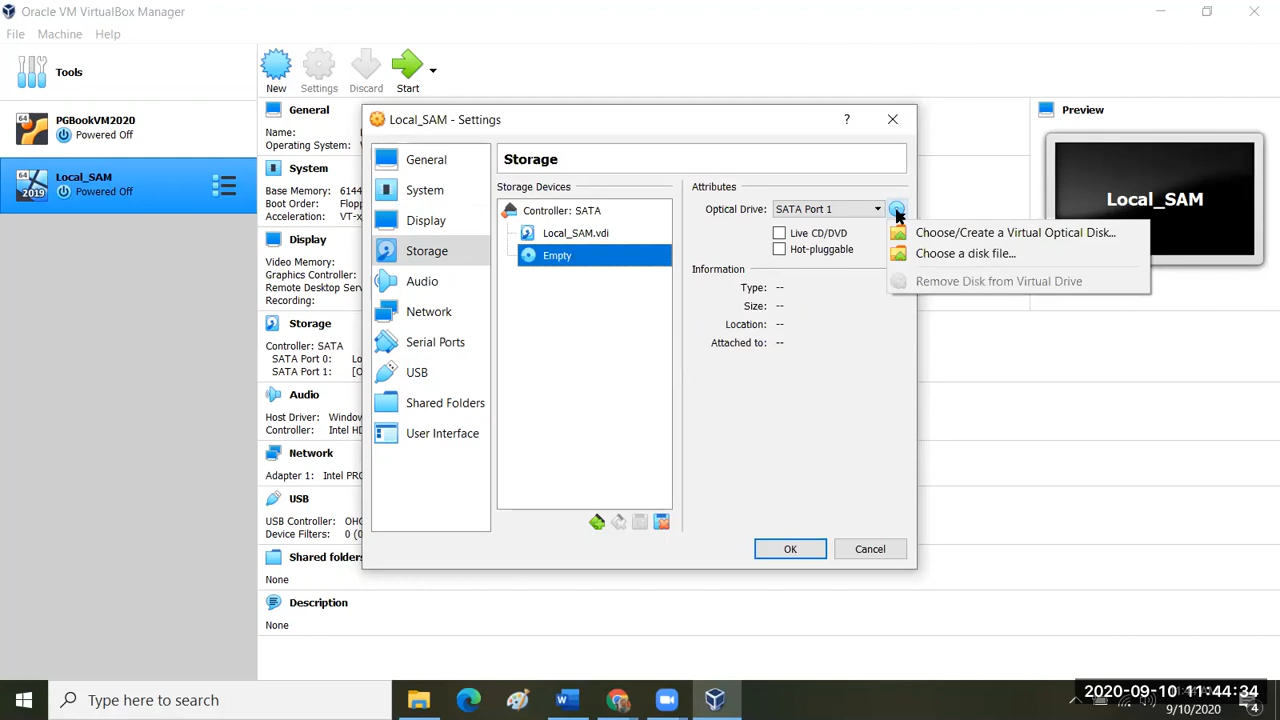 Oracle VM VirtualBox Manager
File Machine Help
Tools
New Settings Discard Start
64
PGBookVM2020
Powered Off
64
2019
Local_SAM
Powered Off
General
Name:
Operating System:
System
Base Memory: 6144
Boot Order: Flopp
Acceleration: VT-x
Display
Video Memory:
Graphics Controller:
Remote Desktop Ser
Recording:
Storage
Controller: SATA
SATA Port 0: Lo
SATA Port 1: [O
Audio
Host Driver: Window
Controller: Intel HD
Network
Adapter 1: Intel PRO
USB
USB Controller: OHC
Device Filters: 0 (0
Shared folders
None
Description
None
Preview
Local_SAM
Local_SAM - Settings
?
General
System
Display
Storage
Audio
Network
Serial Ports
USB
Shared Folders
User Interface
Storage
Storage Devices
Controller: SATA
Local_SAM.vdi
Empty
Attributes
Optical Drive: SATA Port 1
Live CD/DVD
Hot-pluggable
Information
Type: --
Size: --
Location: --
Attached to: --
Choose/Create a Virtual Optical Disk...
Choose a disk file...
Remove Disk from Virtual Drive
OK Cancel
Type here to search
2020-09-10 11:44:34
9/10/2020
4